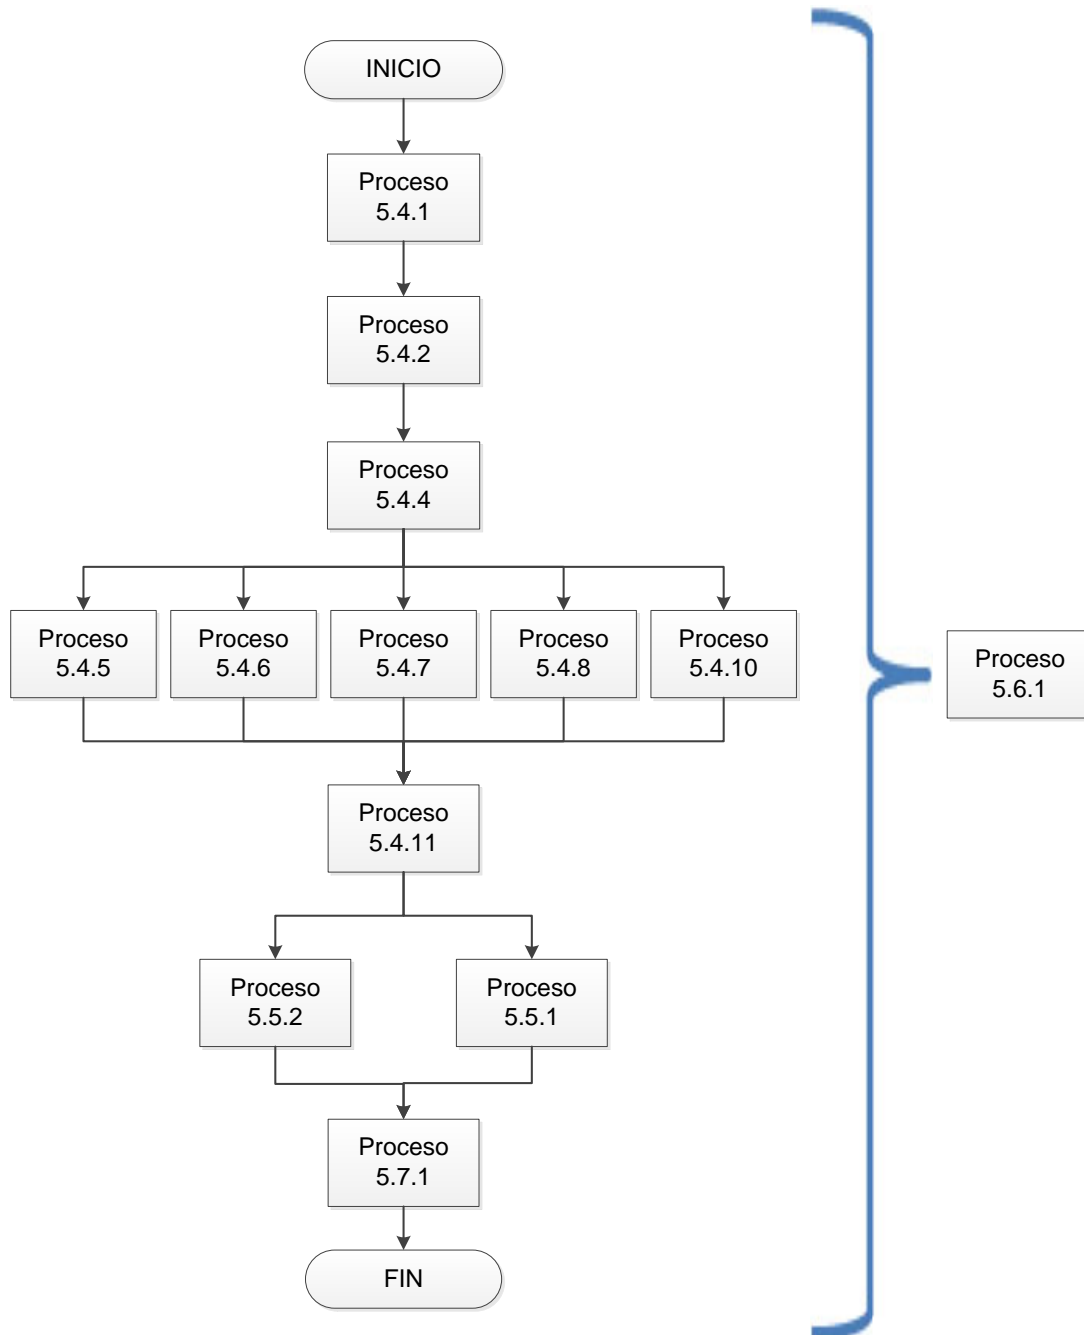 INICIO
Proceso
5.4.1
Proceso
5.4.2
Proceso
5.4.4
Proceso
5.4.5
Proceso
5.4.6
Proceso
5.4.7
Proceso
5.4.8
Proceso
5.4.10
Proceso
5.6.1
Proceso
5.4.11
Proceso
5.5.2
Proceso
5.5.1
Proceso
5.7.1
FIN